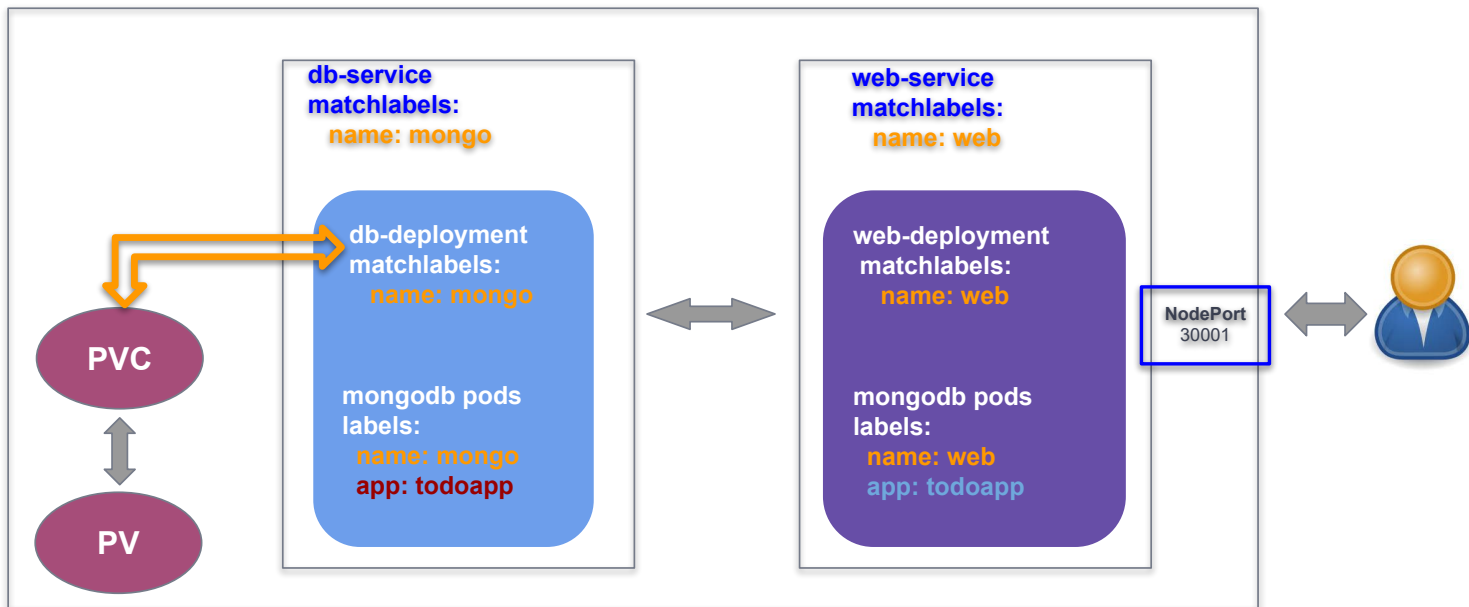 db-service
matchlabels:
name: mongo
db-deployment
matchlabels:
name: mongo
mongodb pods
labels:
name: mongo
app: todoapp
web-service
matchlabels:
name: web
web-deployment
matchlabels:
name: web
mongodb pods
labels:
name: web
app: todoapp
NodePort
30001
PVC
PV